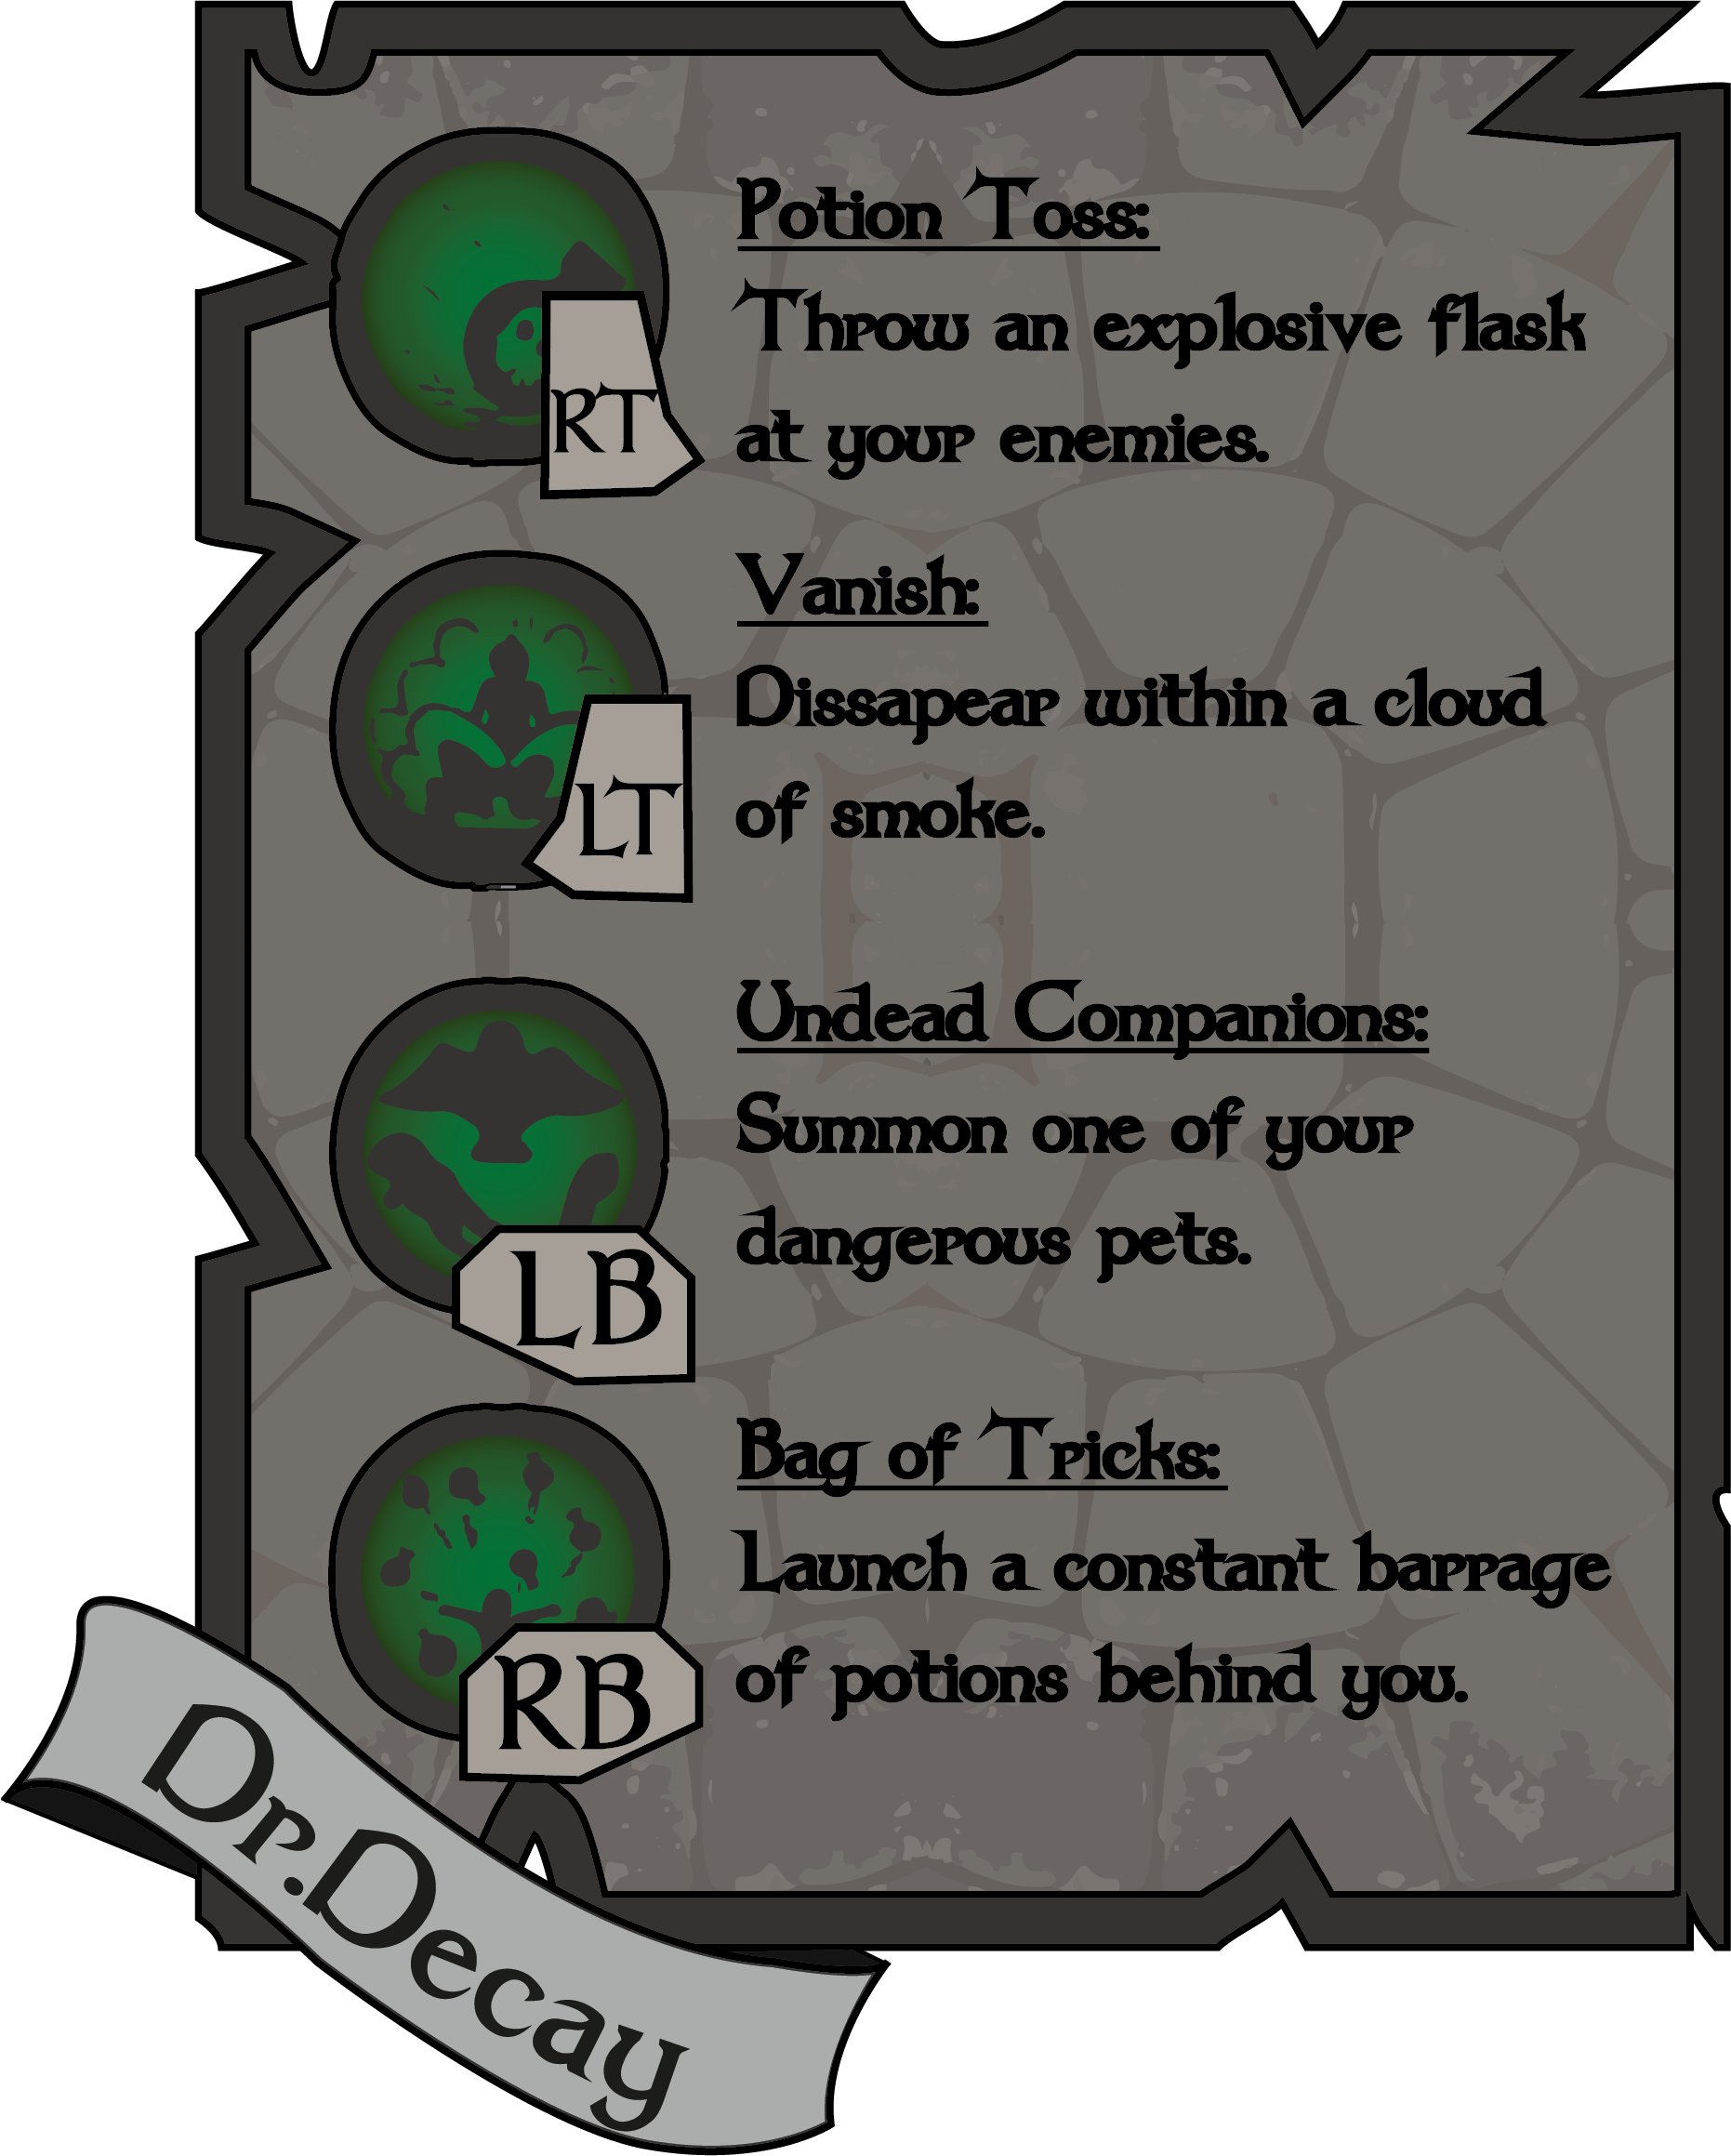 Potion Toss:
Throw an explosive flask
at your enemies.
RT
Vanish:
Dissapear within a cloud
of smoke.
LT
Undead Companions:
Summon one of your
dangerous pets.
LB
Bag of Tricks:
Launch a constant barrage
of potions behind you.
RB
Dr.Decay